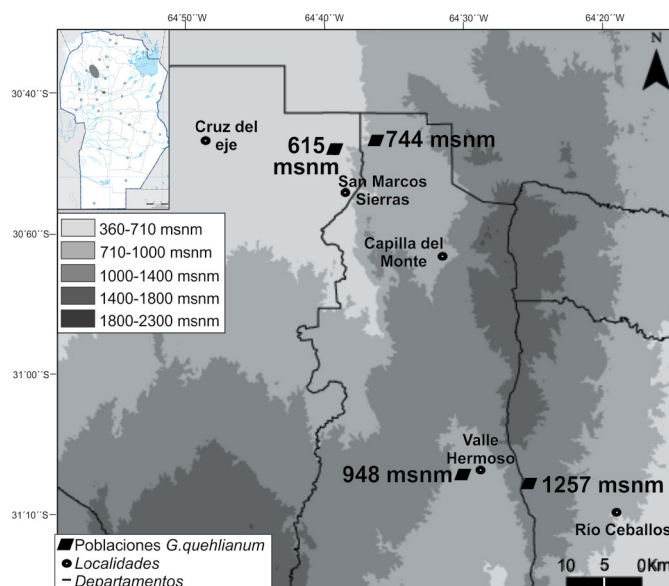 64˚50´´O 64˚40´´O 64˚30´´O 64˚20´´O
N
30˚40´´S
Cruz del
eje
615
msnm
744 msnm
San Marcos
Sierras
360-710 msnm
710-1000 msnm
1000-1400 msnm
1400-1800 msnm
1800-2300 msnm
30˚60´´S
Capilla del
Monte
31˚00´´S
Valle
Hermoso
948 msnm
1257 msnm
31˚10´´S
Río Ceballos
Poblaciones G.quehlianum
Localidades
Departamentos
10 5 0Km